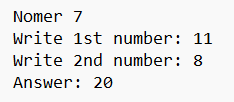 Nomer 7
Write 1st number: 11
Write 2nd number: 8
Answer: 20